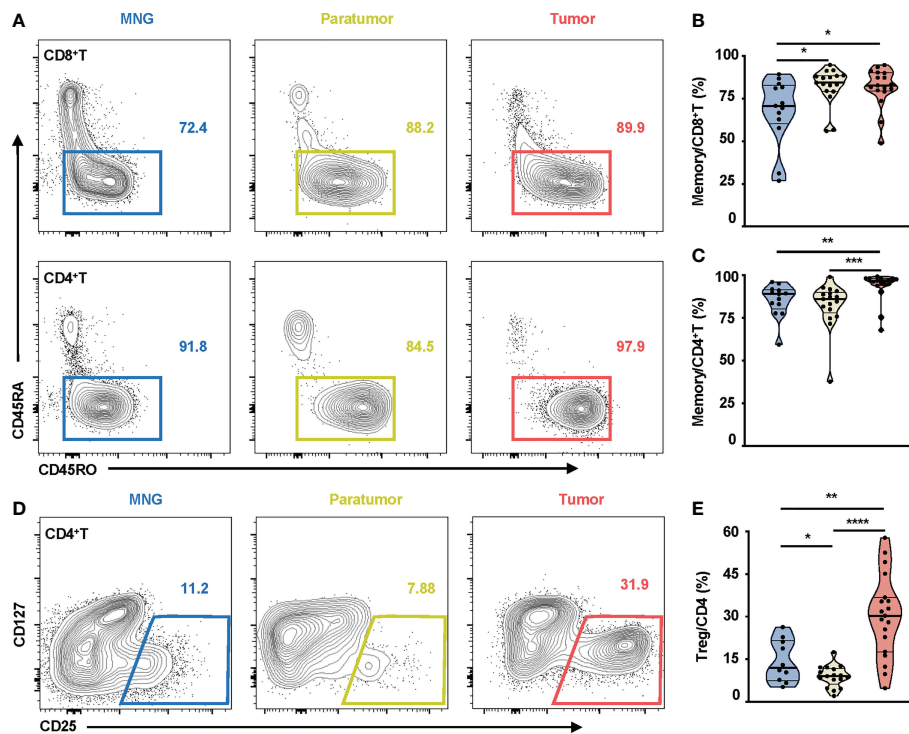 A
MNG
Paratumor
Tumor
CD8+T
72.4
88.2
89.9
CD4+T
91.8
84.5
97.9
CD45RA
CD45RO
B
*
*
Memory/CD8+T (%)
100
75
50
25
0
C
**
***
Memory/CD4+T (%)
100
75
50
25
0
D
MNG
Paratumor
Tumor
CD4+T
11.2
7.88
31.9
CD127
CD25
E
**
****
*
Treg/CD4 (%)
60
45
30
15
0